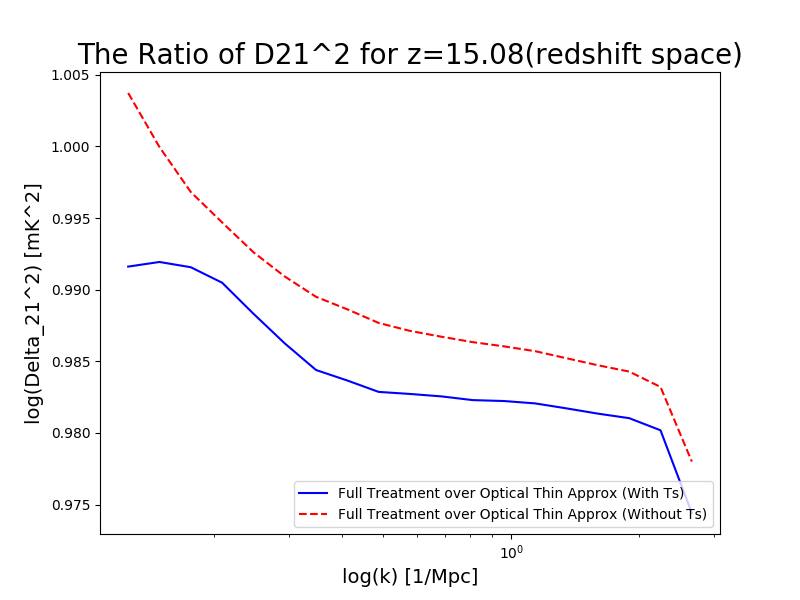 The Ratio of D21^2 for z=15.08(redshift space)
log(Delta_21^2) [mK^2]
1.005
1.000
0.995
0.990
0.985
0.980
0.975
Full Treatment over Optical Thin Approx (With Ts)
Full Treatment over Optical Thin Approx (Without Ts)
10^0
log(k) [1/Mpc]